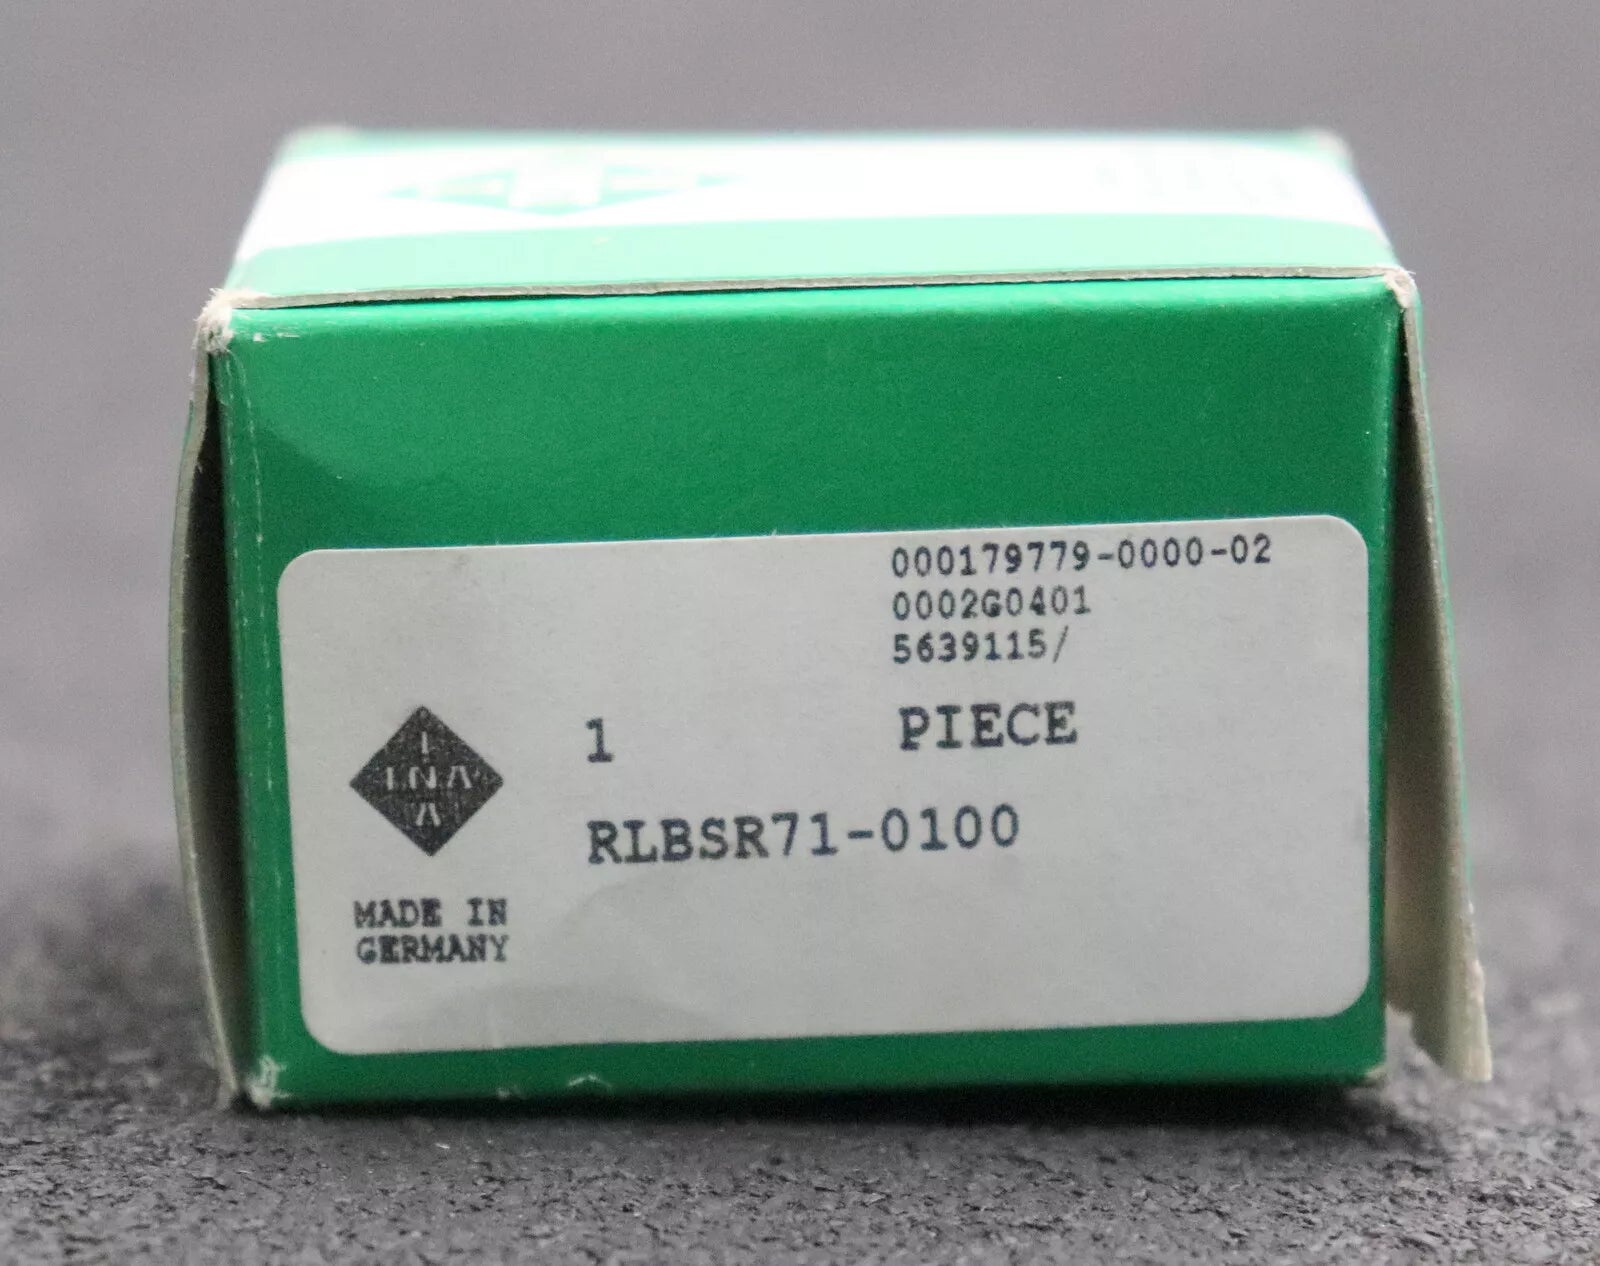 000179779-0000-02
0002G0401
5639115/
1 PIECE
I
INA
A
RLBSR71-0100
MADE IN
GERMANY